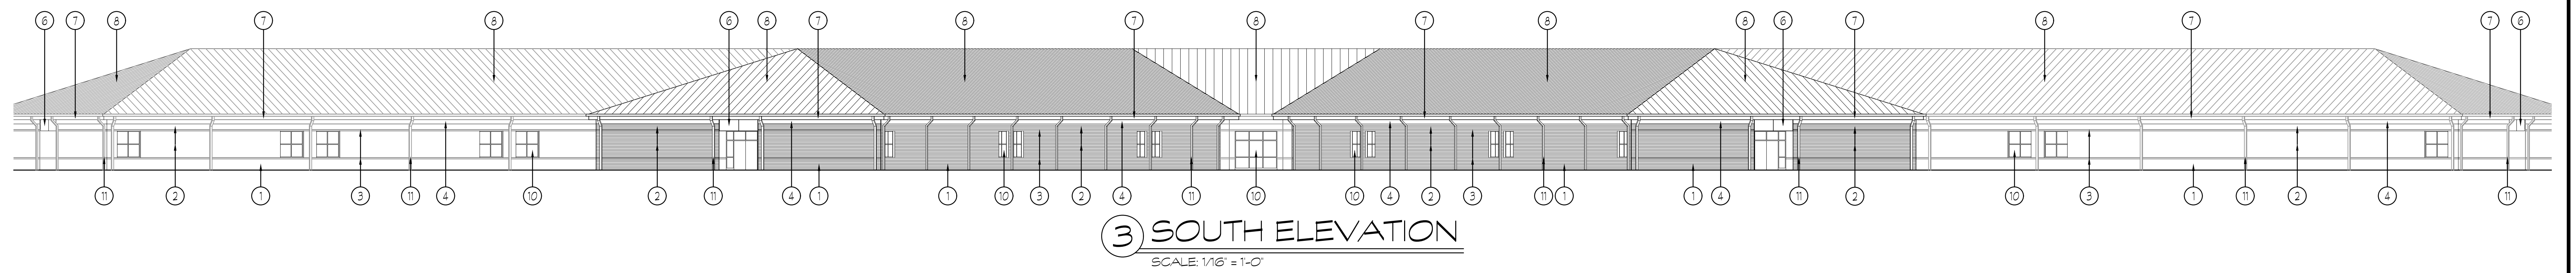 6 7 8 7 8 6 8 7 8 7 8 7 8 8 6 7 8 7 7 6
11 2 1 3 11 4 10 2 11 4 1 1 10 3 2 4 11 10 10 4 2 3 11 1 1 4 11 2 10 3 1 11 2 4 11
3 SOUTH ELEVATION
SCALE: 1/16" = 1'-0"